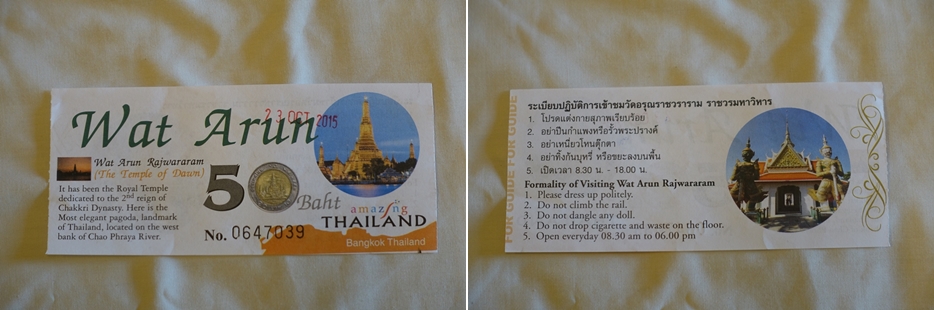 Wat Arun
23 OCT 2015
Wat Arun Rajwararam
(The Temple of Dawn)
It has been the Royal Temple
dedicated to the 2nd reign of
Chakkri Dynasty. Here is the
Most elegant pagoda, landmark
of Thailand, located on the west
bank of Chao Phraya River.
50 Baht
No. 0647039
amazing
THAILAND
Bangkok Thailand
FOR GUIDE FOR GUIDE
ระเบียบปฏิบัติการเข้าชมวัดอรุณราชวราราม ราชวรมหาวิหาร
1. โปรดแต่งกายสุภาพเรียบร้อย
2. อย่าปีนกำแพงหรือรั้วพระปรางค์
3. อย่าเหนี่ยวโหนตุ๊กตา
4. อย่าทิ้งก้นบุหรี่ หรือขยะลงบนพื้น
5. เปิดเวลา 8.30 น. - 18.00 น.
Formality of Visiting Wat Arun Rajwararam
1. Please dress up politely.
2. Do not climb the rail.
3. Do not dangle any doll.
4. Do not drop cigarette and waste on the floor.
5. Open everyday 08.30 am to 06.00 pm